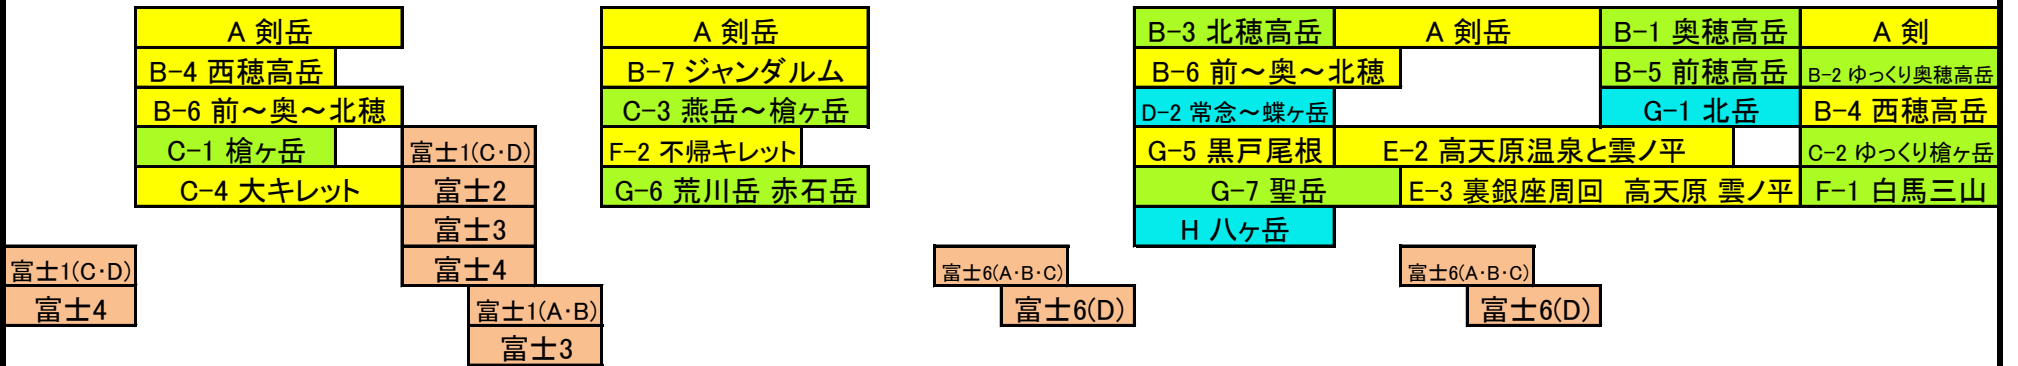 A 剣岳 A 剣岳 B-3 北穂高岳 A 剣岳 B-1 奥穂高岳 A 剣
B-4 西穂高岳 B-7 ジャンダルム B-6 前～奥～北穂 B-5 前穂高岳 B-2 ゆっくり奥穂高岳
B-6 前～奥～北穂 C-3 燕岳～槍ヶ岳 D-2 常念～蝶ヶ岳 G-1 北岳 B-4 西穂高岳
C-1 槍ヶ岳 富士1(C・D) F-2 不帰キレット G-5 黒戸尾根 E-2 高天原温泉と雲ノ平 C-2 ゆっくり槍ヶ岳
C-4 大キレット 富士2 G-6 荒川岳 赤石岳 G-7 聖岳 E-3 裏銀座周回　高天原 雲ノ平 F-1 白馬三山
富士3 H 八ヶ岳
富士1(C・D) 富士4 富士6(A・B・C) 富士6(A・B・C)
富士4 富士1(A・B) 富士6(D) 富士6(D)
富士3